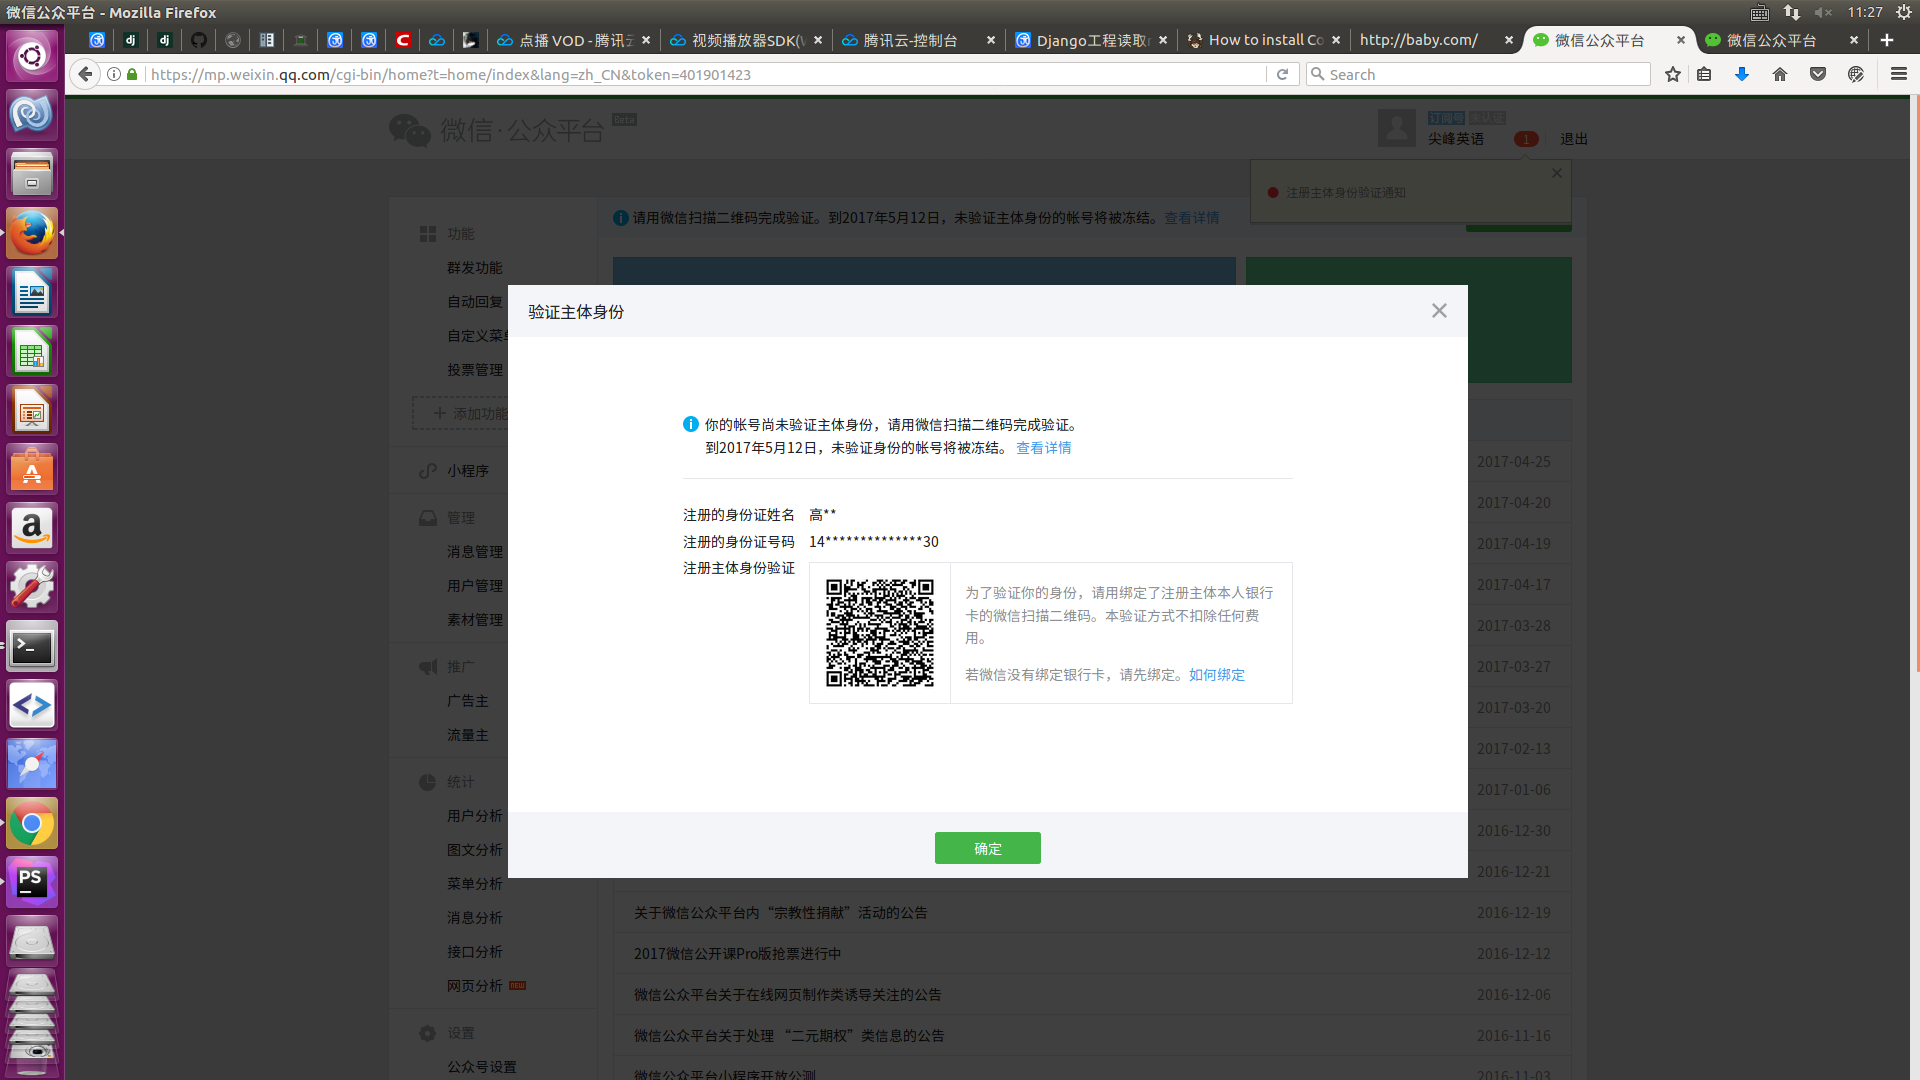 微信公众平台 - Mozilla Firefox
11:27
点播 VOD - 腾讯云
视频播放器SDK(V
腾讯云-控制台
Django工程读取
How to install Co
http://baby.com/
微信公众平台
微信公众平台
https://mp.weixin.qq.com/cgi-bin/home?t=home/index&lang=zh_CN&token=401901423
Search
微信·公众平台 Beta
订阅号 未认证
尖峰英语 1 退出
注册主体身份验证通知
请用微信扫描二维码完成验证。到2017年5月12日，未验证主体身份的帐号将被冻结。查看详情
功能
群发功能
自动回复
自定义菜单
投票管理
添加功能
小程序
管理
消息管理
用户管理
素材管理
推广
广告主
流量主
统计
用户分析
图文分析
菜单分析
消息分析
接口分析
网页分析 NEW
设置
公众号设置
验证主体身份
你的帐号尚未验证主体身份，请用微信扫描二维码完成验证。
到2017年5月12日，未验证身份的帐号将被冻结。 查看详情
注册的身份证姓名 高**
注册的身份证号码 14**************30
注册主体身份验证
为了验证你的身份，请用绑定了注册主体本人银行
卡的微信扫描二维码。本验证方式不扣除任何费
用。
若微信没有绑定银行卡，请先绑定。如何绑定
确定
2017-04-25
2017-04-20
2017-04-19
2017-04-17
2017-03-28
2017-03-27
2017-03-20
2017-02-13
2017-01-06
2016-12-30
2016-12-21
关于微信公众平台内“宗教性捐献”活动的公告 2016-12-19
2017微信公开课Pro版抢票进行中 2016-12-12
微信公众平台关于在线网页制作类诱导关注的公告 2016-12-06
微信公众平台关于处理 “二元期权”类信息的公告 2016-11-16
微信公众平台小程序开放公测 2016-11-03
PS